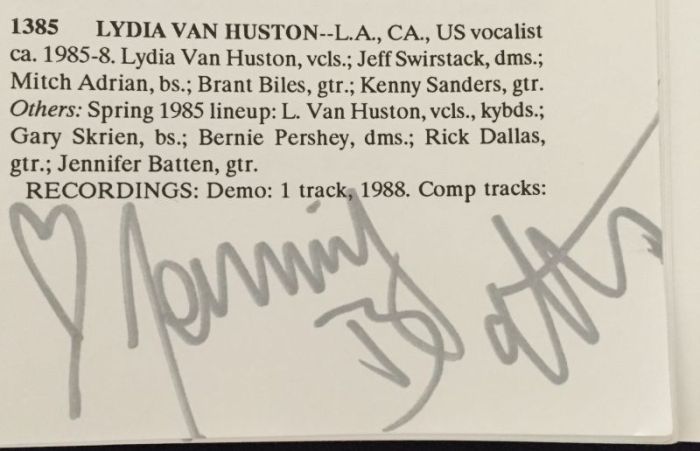 1385 LYDIA VAN HUSTON--L.A., CA., US vocalist
ca. 1985-8. Lydia Van Huston, vcls.; Jeff Swirstack, dms.;
Mitch Adrian, bs.; Brant Biles, gtr.; Kenny Sanders, gtr.
Others: Spring 1985 lineup: L. Van Huston, vcls., kybds.;
Gary Skrien, bs.; Bernie Pershey, dms.; Rick Dallas,
gtr.; Jennifer Batten, gtr.
RECORDINGS: Demo: 1 track, 1988. Comp tracks: